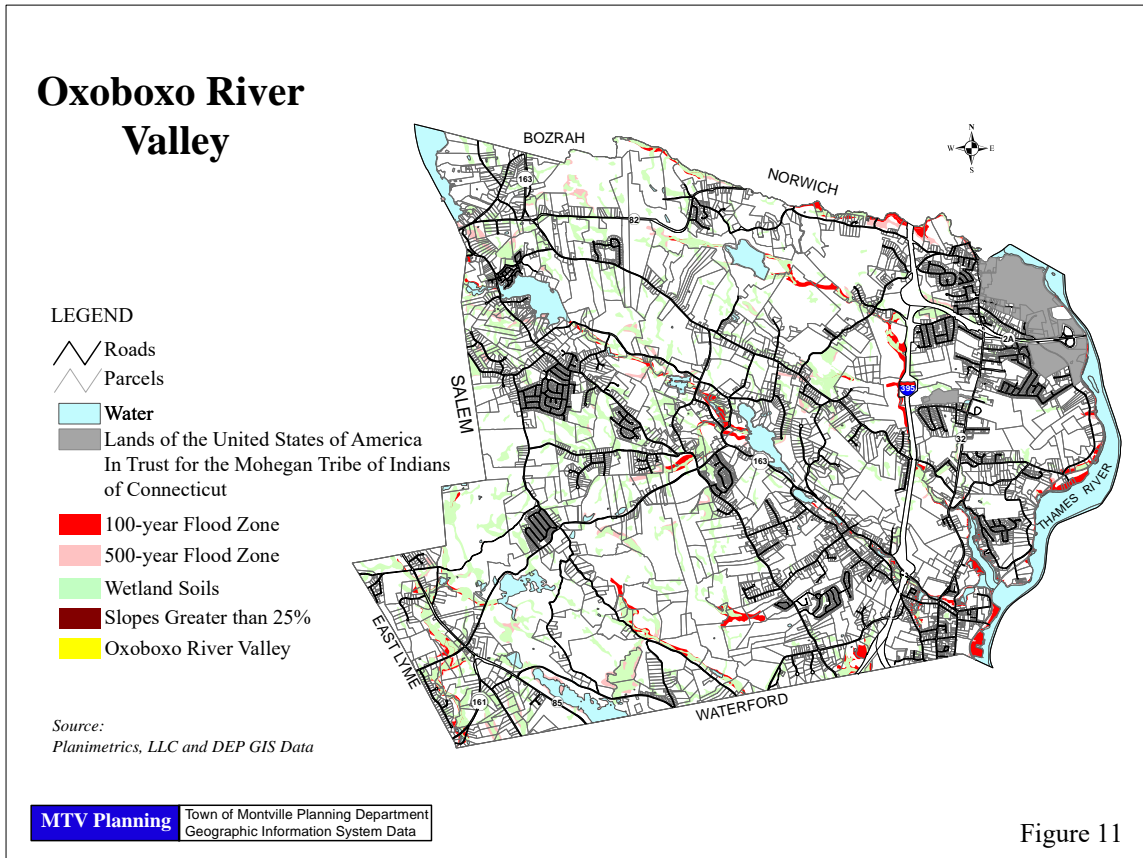 Oxoboxo River
Valley
BOZRAH
NORWICH
N
W
E
S
163
82
2A
SALEM
395
32
163
THAMES RIVER
EAST LYME
161
85
WATERFORD
LEGEND
Roads
Parcels
Water
Lands of the United States of America
In Trust for the Mohegan Tribe of Indians
of Connecticut
100-year Flood Zone
500-year Flood Zone
Wetland Soils
Slopes Greater than 25%
Oxoboxo River Valley
Source:
Planimetrics, LLC and DEP GIS Data
MTV Planning
Town of Montville Planning Department
Geographic Information System Data
Figure 11